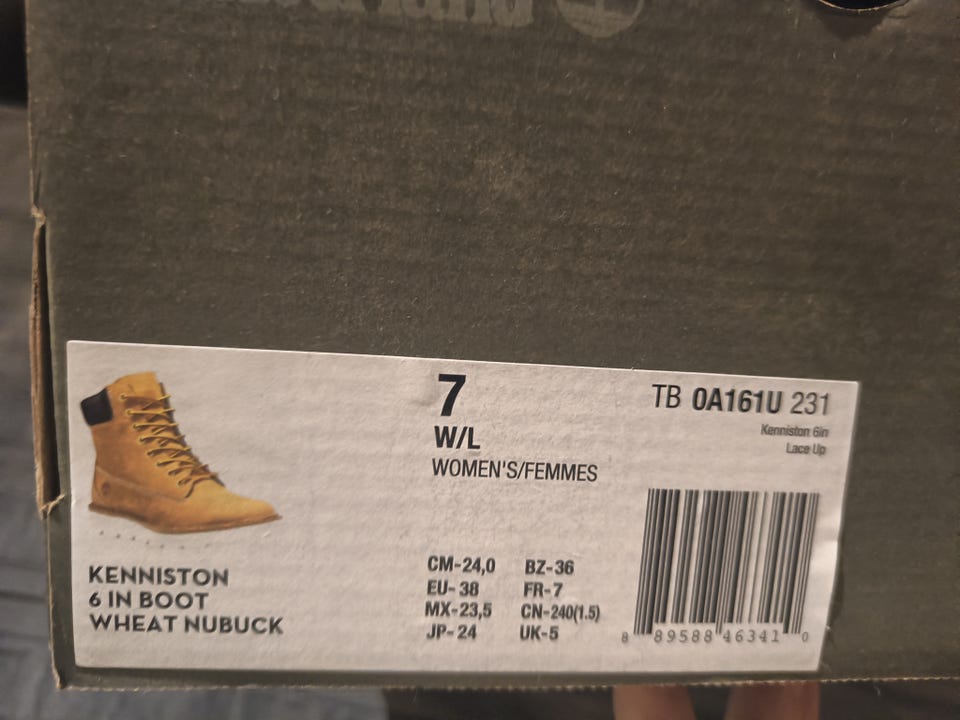 7
W/L
WOMEN'S/FEMMES
TB 0A161U 231
Kenniston 6in
Lace Up
KENNISTON
6 IN BOOT
WHEAT NUBUCK
CM-24,0 BZ-36
EU-38 FR-7
MX-23,5 CN-240(1.5)
JP-24 UK-5
8 89588 46341 0